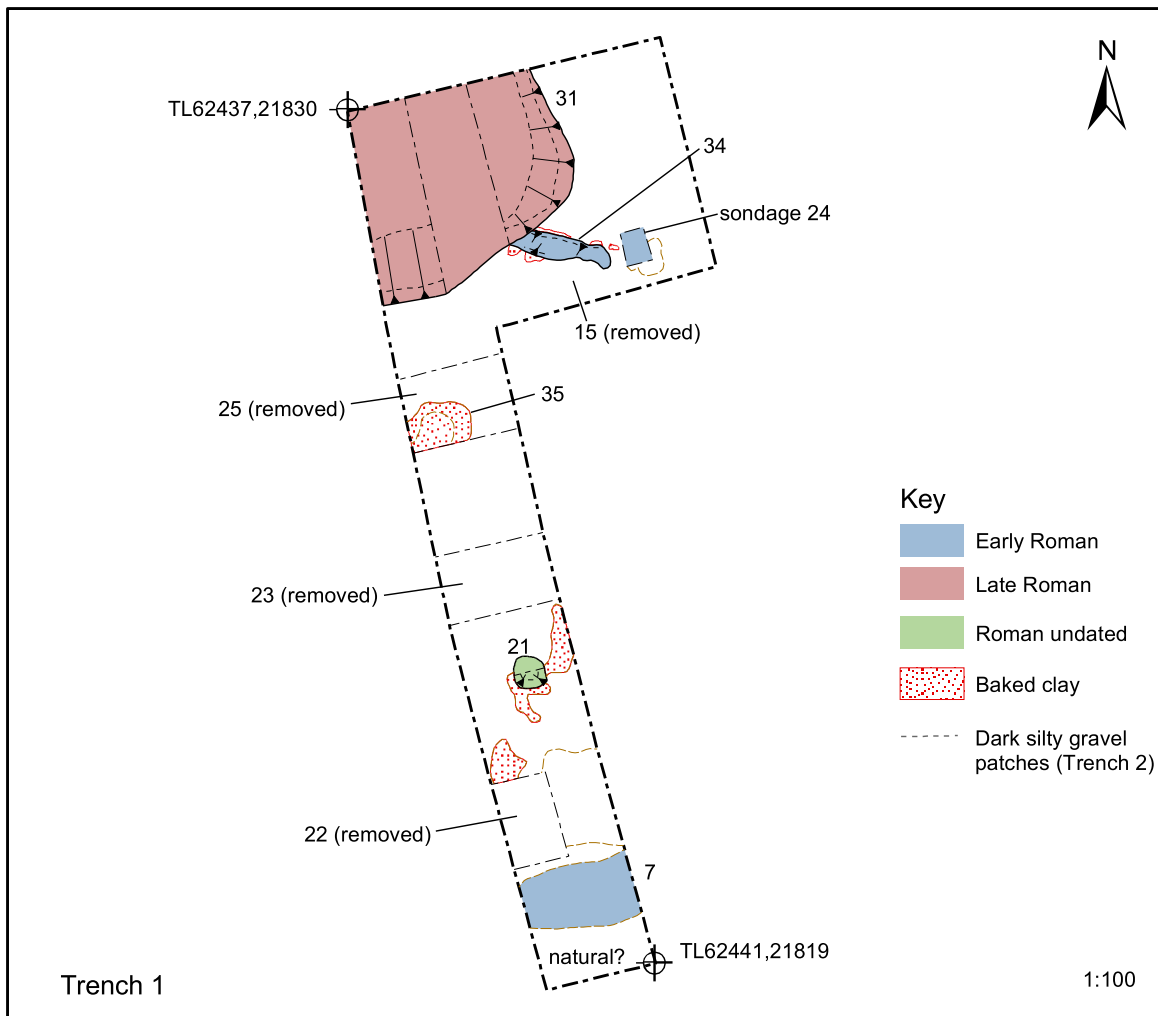 N
TL62437,21830
31
34
sondage 24
15 (removed)
25 (removed)
35
Key
Early Roman
23 (removed)
Late Roman
Roman undated
21
Baked clay
Dark silty gravel
patches (Trench 2)
22 (removed)
7
natural?
TL62441,21819
Trench 1
1:100